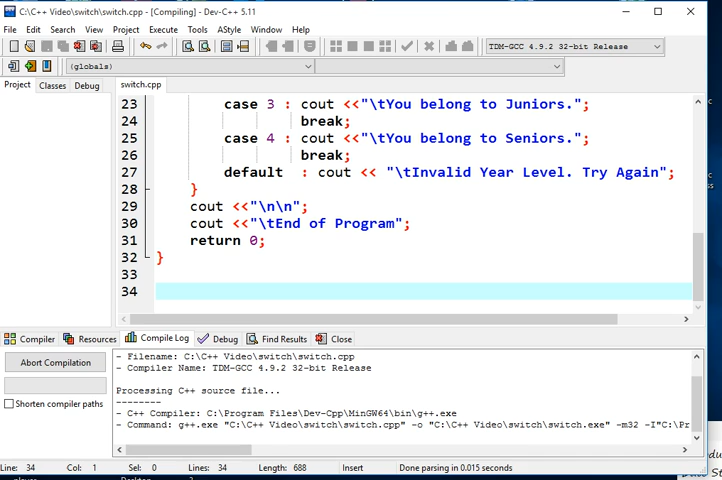 C:\C++ Video\switch\switch.cpp - [Compiling] - Dev-C++ 5.11
File Edit Search View Project Execute Tools AStyle Window Help
TDM-GCC 4.9.2 32-bit Release
(globals)
Project Classes Debug
switch.cpp
23 case 3 : cout <<"\tYou belong to Juniors.";
24 break;
25 case 4 : cout <<"\tYou belong to Seniors.";
26 break;
27 default : cout << "\tInvalid Year Level. Try Again";
28 }
29 cout <<"\n\n";
30 cout <<"\tEnd of Program";
31 return 0;
32 }
33
34
Compiler Resources Compile Log Debug Find Results Close
Abort Compilation
Shorten compiler paths
- Filename: C:\C++ Video\switch\switch.cpp
- Compiler Name: TDM-GCC 4.9.2 32-bit Release
Processing C++ source file...
--------
- C++ Compiler: C:\Program Files\Dev-Cpp\MinGW64\bin\g++.exe
- Command: g++.exe "C:\C++ Video\switch\switch.cpp" -o "C:\C++ Video\switch\switch.exe" -m32 -I"C:\Pr
Line: 34 Col: 1 Sel: 0 Lines: 34 Length: 688 Insert Done parsing in 0.015 seconds